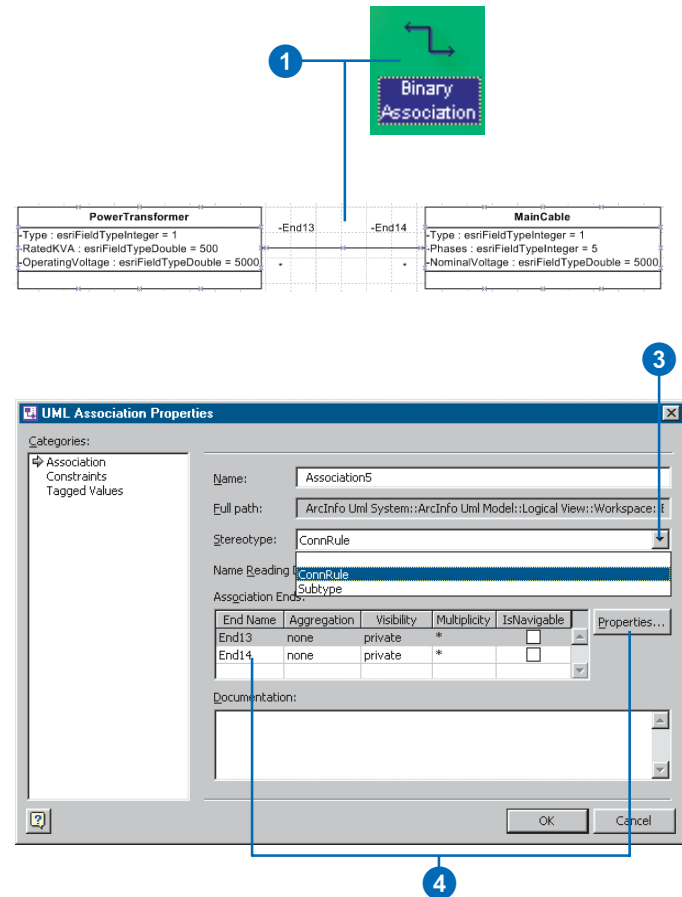 1
Binary
Association
PowerTransformer
-Type : esriFieldTypeInteger = 1
-RatedKVA : esriFieldTypeDouble = 500
-OperatingVoltage : esriFieldTypeDouble = 5000
-End13
-End14
*
*
MainCable
-Type : esriFieldTypeInteger = 1
-Phases : esriFieldTypeInteger = 5
-NominalVoltage : esriFieldTypeDouble = 5000
3
UML Association Properties
Categories:
Association
Constraints
Tagged Values
Name: Association5
Full path: ArcInfo Uml System::ArcInfo Uml Model::Logical View::Workspace::
Stereotype: ConnRule
Name Reading
ConnRule
Subtype
Association Ends:
End Name Aggregation Visibility Multiplicity IsNavigable
End13 none private *
End14 none private *
Properties...
Documentation:
OK Cancel
4